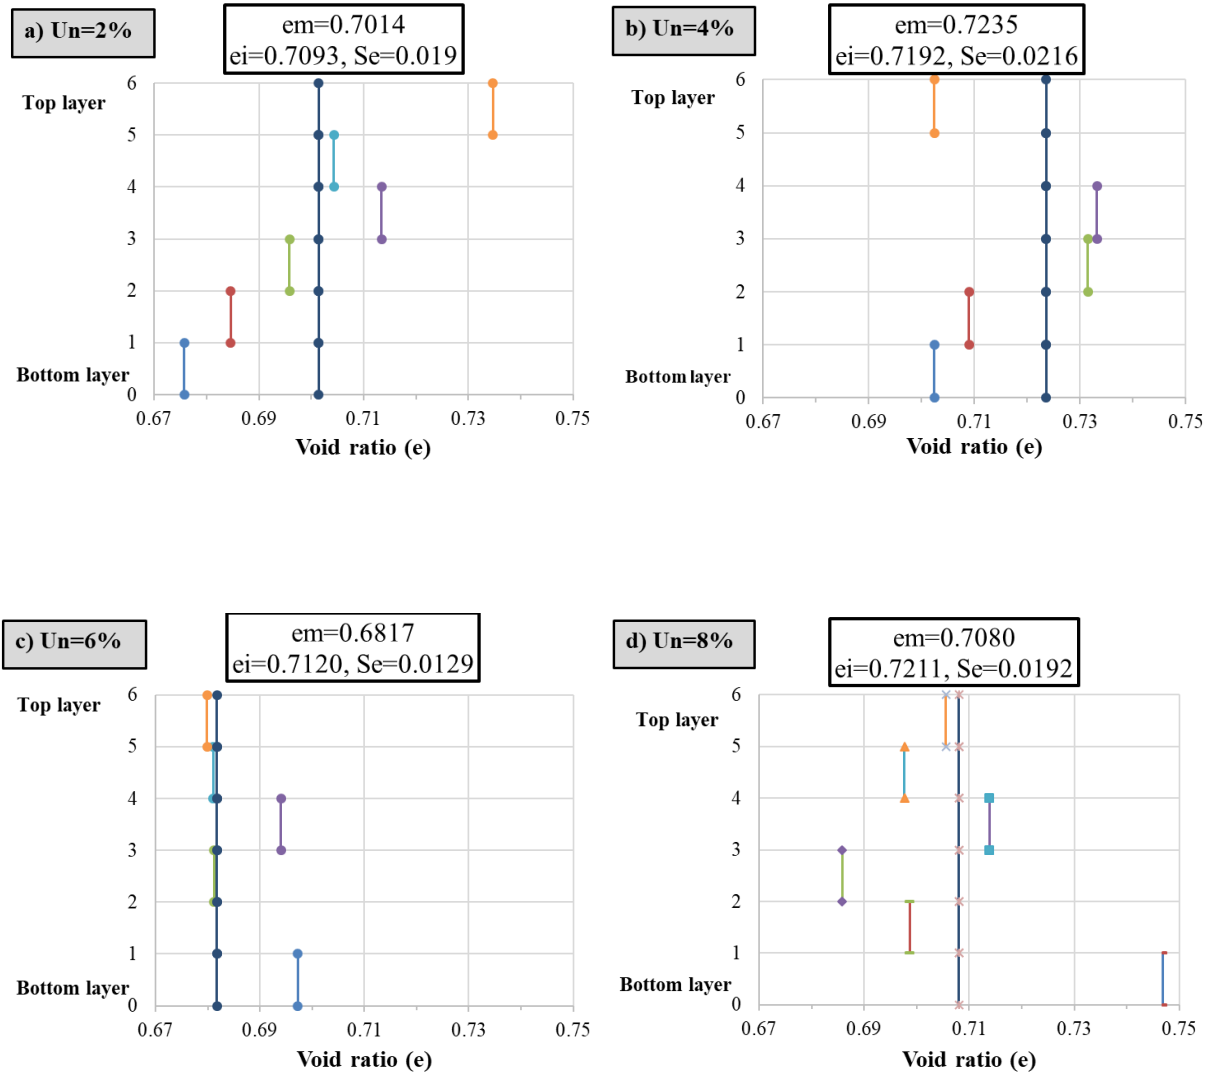 a) Un=2%
em=0.7014
ei=0.7093, Se=0.019
Top layer
6
5
4
3
2
1
0
Bottom layer
0.67 0.69 0.71 0.73 0.75
Void ratio (e)
b) Un=4%
em=0.7235
ei=0.7192, Se=0.0216
Top layer
6
5
4
3
2
1
0
Bottom layer
0.67 0.69 0.71 0.73 0.75
Void ratio (e)
c) Un=6%
em=0.6817
ei=0.7120, Se=0.0129
Top layer
6
5
4
3
2
1
0
Bottom layer
0.67 0.69 0.71 0.73 0.75
Void ratio (e)
d) Un=8%
em=0.7080
ei=0.7211, Se=0.0192
Top layer
6
5
4
3
2
1
0
Bottom layer
0.67 0.69 0.71 0.73 0.75
Void ratio (e)